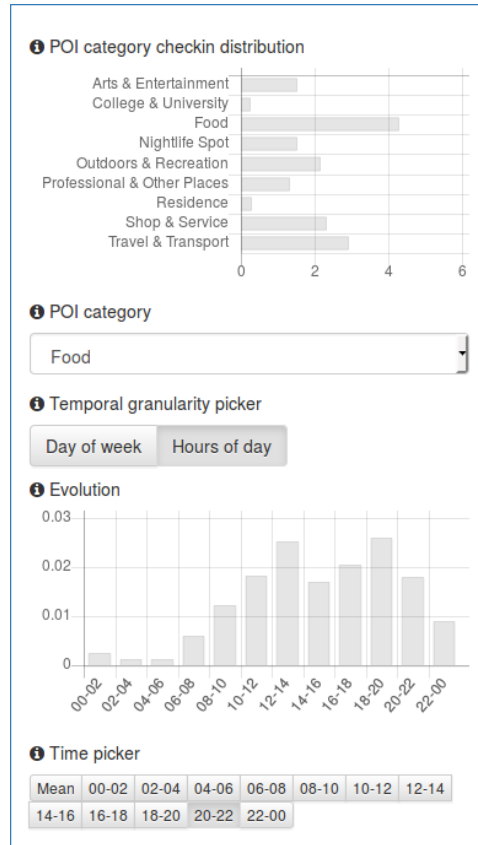 POI category checkin distribution
Arts & Entertainment
College & University
Food
Nightlife Spot
Outdoors & Recreation
Professional & Other Places
Residence
Shop & Service
Travel & Transport
0 2 4 6
POI category
Food
Temporal granularity picker
Day of week Hours of day
Evolution
0.03
0.02
0.01
0
00-02 02-04 04-06 06-08 08-10 10-12 12-14 14-16 16-18 18-20 20-22 22-00
Time picker
Mean 00-02 02-04 04-06 06-08 08-10 10-12 12-14
14-16 16-18 18-20 20-22 22-00